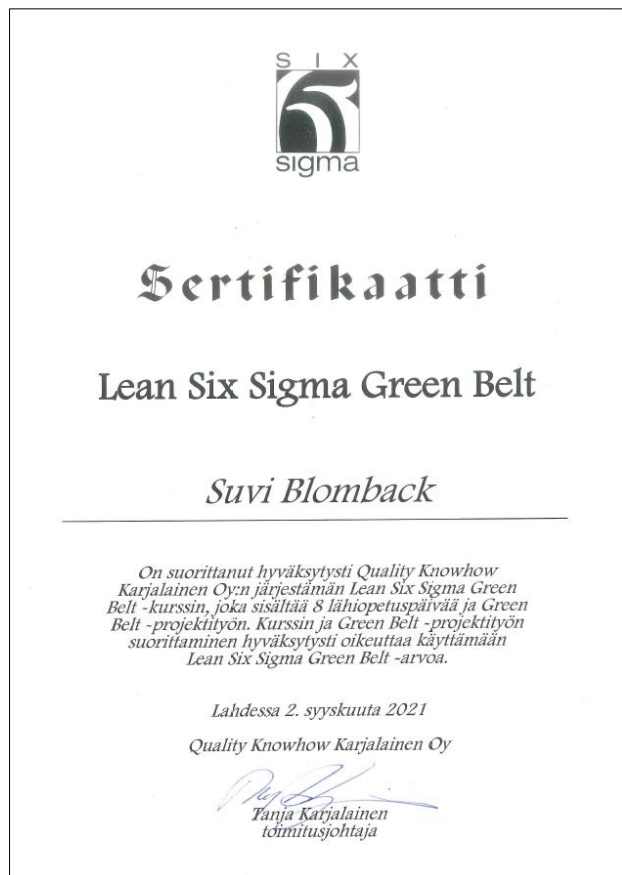 SIX
sigma
Sertifikaatti
Lean Six Sigma Green Belt
Suvi Blomback
On suorittanut hyväksytysti Quality Knowhow
Karjalainen Oy:n järjestämän Lean Six Sigma Green
Belt -kurssin, joka sisältää 8 lähiopetuspäivää ja Green
Belt -projektityön. Kurssin ja Green Belt -projektityön
suorittaminen hyväksytysti oikeuttaa käyttämään
Lean Six Sigma Green Belt -arvoa.
Lahdessa 2. syyskuuta 2021
Quality Knowhow Karjalainen Oy
Tanja Karjalainen
toimitusjohtaja